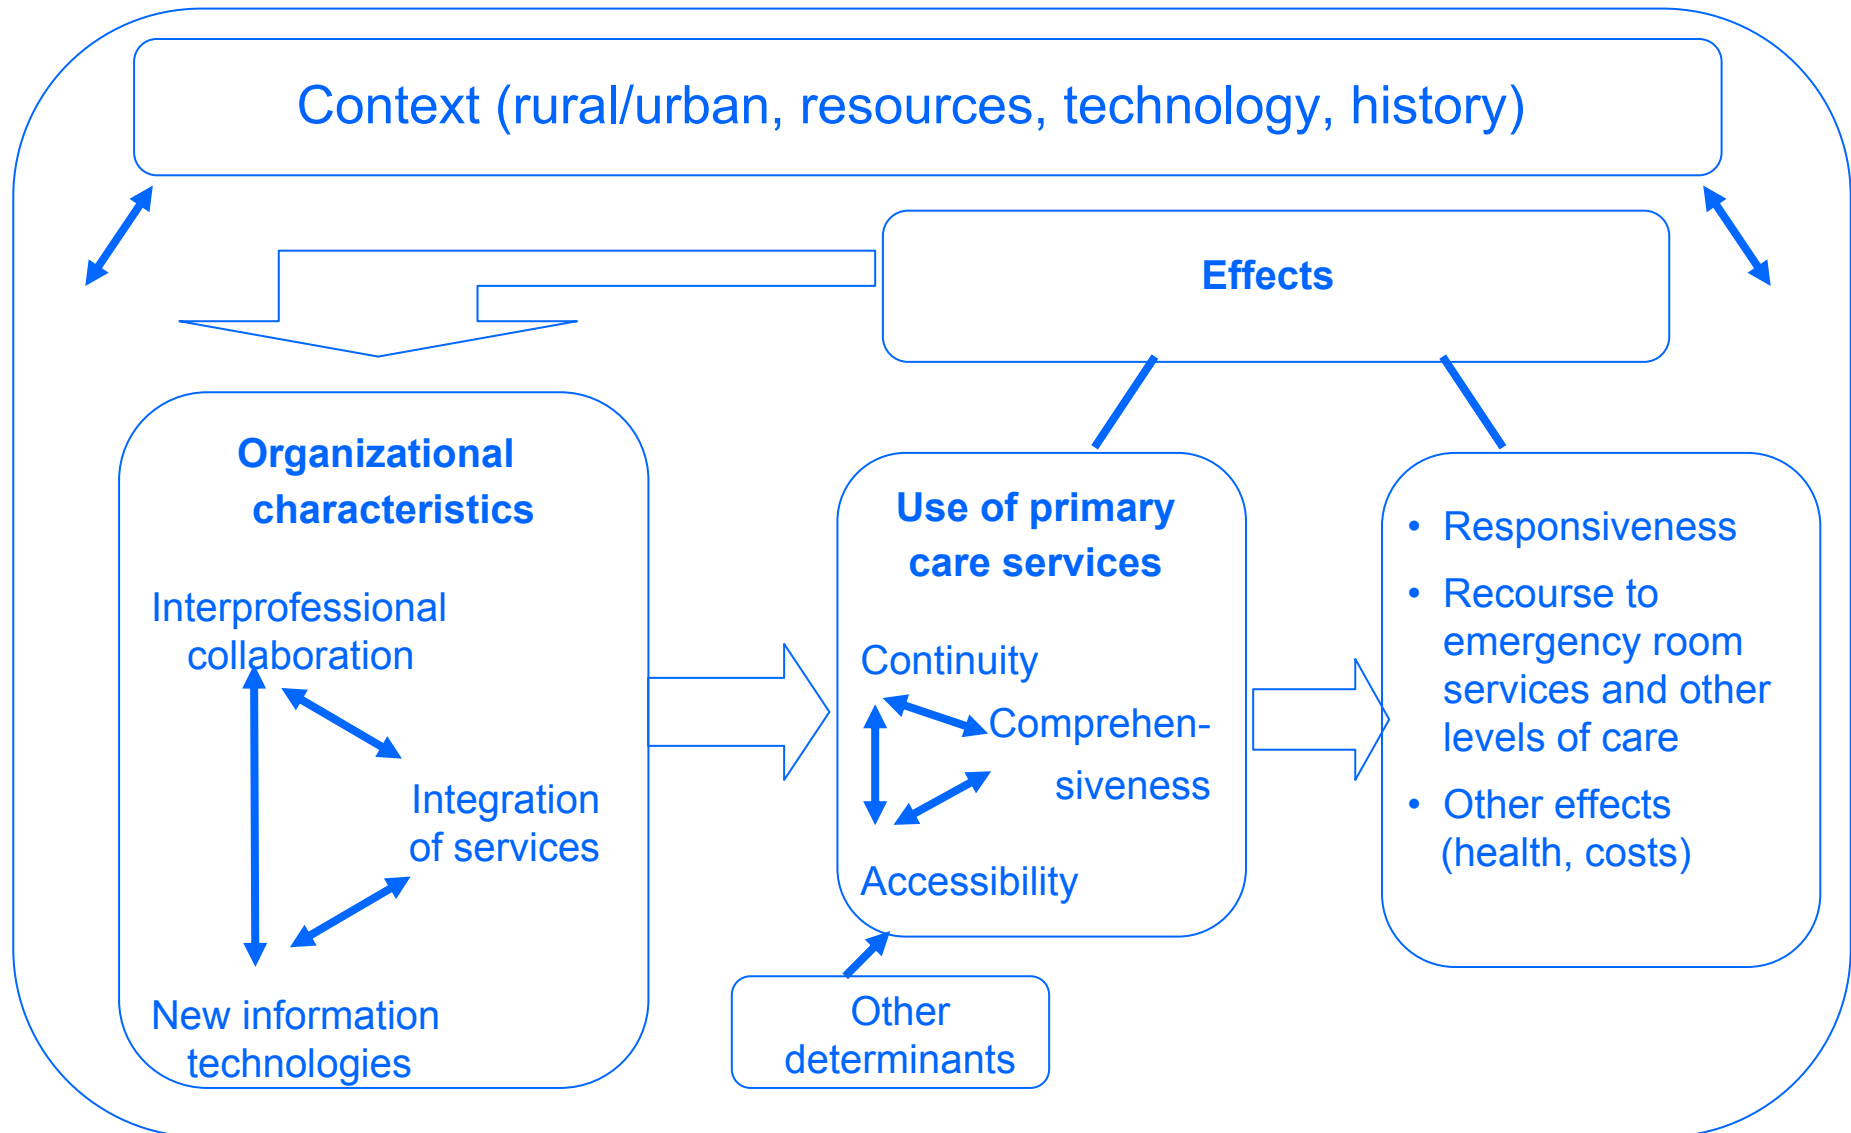 Context (rural/urban, resources, technology, history)
Effects
Organizational
characteristics
Interprofessional
collaboration
Integration
of services
New information
technologies
Use of primary
care services
Continuity
Comprehen-
siveness
Accessibility
Other
determinants
• Responsiveness
• Recourse to
emergency room
services and other
levels of care
• Other effects
(health, costs)